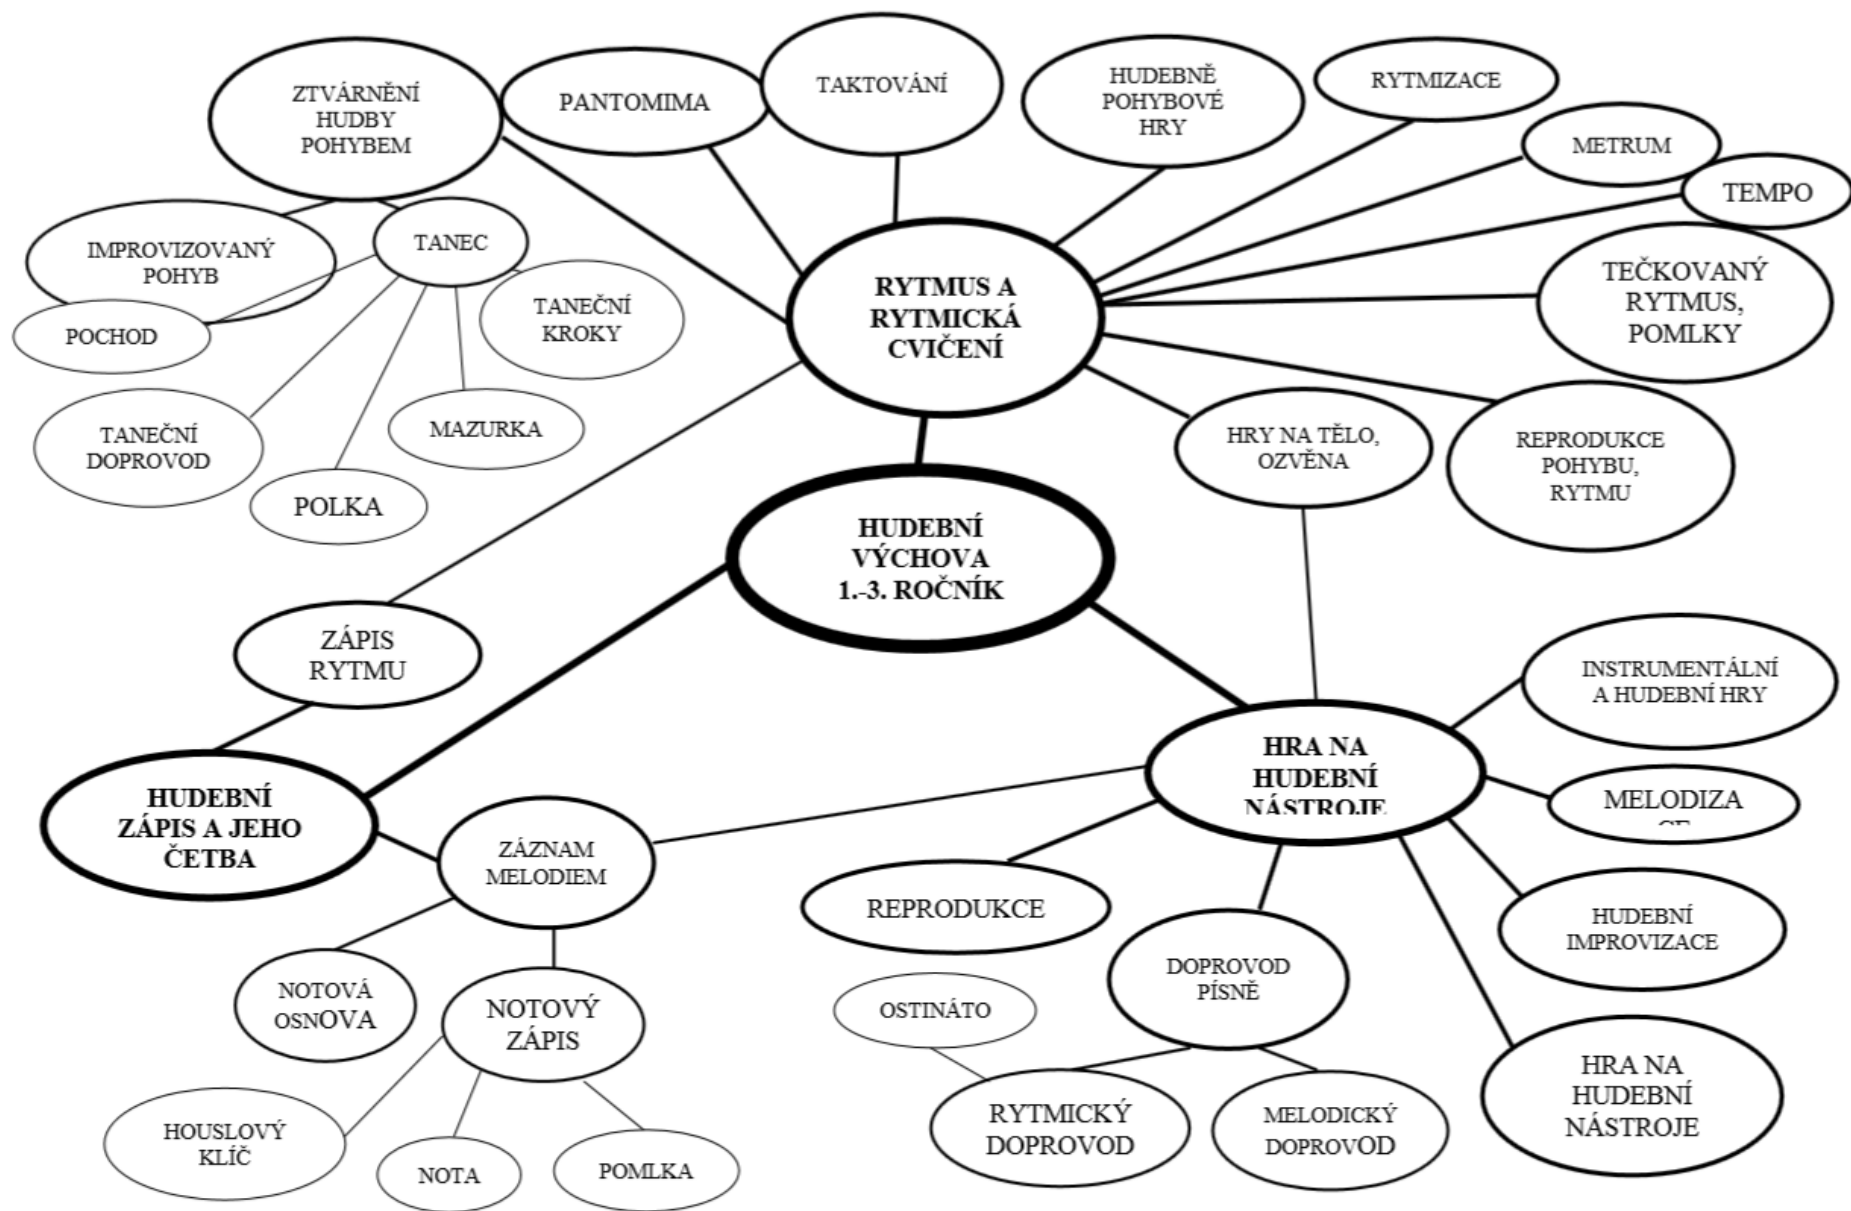 ZTVÁRNĚNÍ
HUDBY
POHYBEM
PANTOMIMA
TAKTOVÁNÍ
HUDEBNĚ
POHYBOVÉ
HRY
RYTMIZACE
METRUM
TEMPO
IMPROVIZOVANÝ
POHYB
TANEC
POCHOD
TANEČNÍ
KROKY
TANEČNÍ
DOPROVOD
MAZURKA
POLKA
RYTMUS A
RYTMICKÁ
CVIČENÍ
TEČKOVANÝ
RYTMUS,
POMLKY
HRY NA TĚLO,
OZVĚNA
REPRODUKCE
POHYBU,
RYTMU
HUDEBNÍ
VÝCHOVA
1.-3. ROČNÍK
ZÁPIS
RYTMU
HUDEBNÍ
ZÁPIS A JEHO
ČETBA
ZÁZNAM
MELODIEM
NOTOVÁ
OSNOVA
NOTOVÝ
ZÁPIS
HOUSLOVÝ
KLÍČ
NOTA
POMLKA
HRA NA
HUDEBNÍ
NÁSTROJE
INSTRUMENTÁLNÍ
A HUDEBNÍ HRY
MELODIZA
CE
REPRODUKCE
HUDEBNÍ
IMPROVIZACE
DOPROVOD
PÍSNĚ
OSTINÁTO
RYTMICKÝ
DOPROVOD
MELODICKÝ
DOPROVOD
HRA NA
HUDEBNÍ
NÁSTROJE